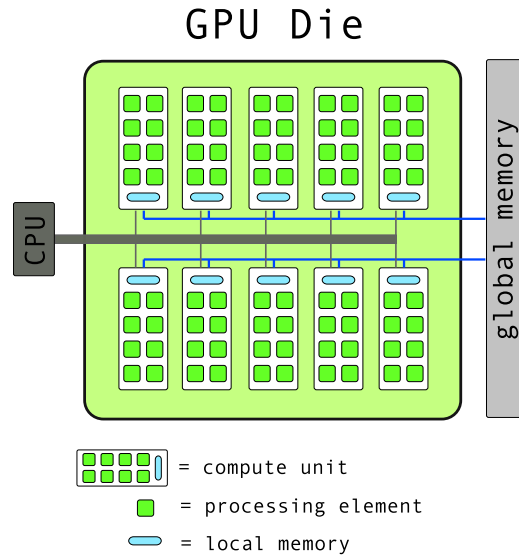 GPU Die
CPU
global memory
= compute unit
= processing element
= local memory